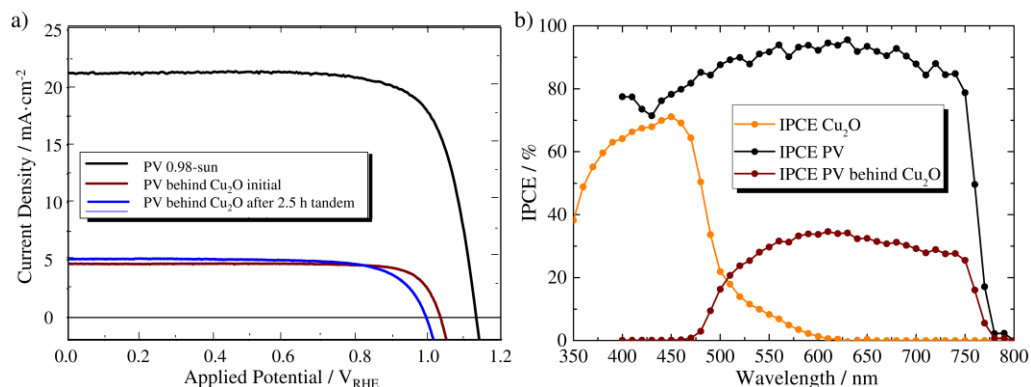 a)
Current Density / mA·cm⁻²
25
20
15
10
5
0
PV 0.98-sun
PV behind Cu₂O initial
PV behind Cu₂O after 2.5 h tandem
0.0 0.2 0.4 0.6 0.8 1.0 1.2
Applied Potential / V_RHE
b)
IPCE / %
100
80
60
40
20
0
IPCE Cu₂O
IPCE PV
IPCE PV behind Cu₂O
350 400 450 500 550 600 650 700 750 800
Wavelength / nm